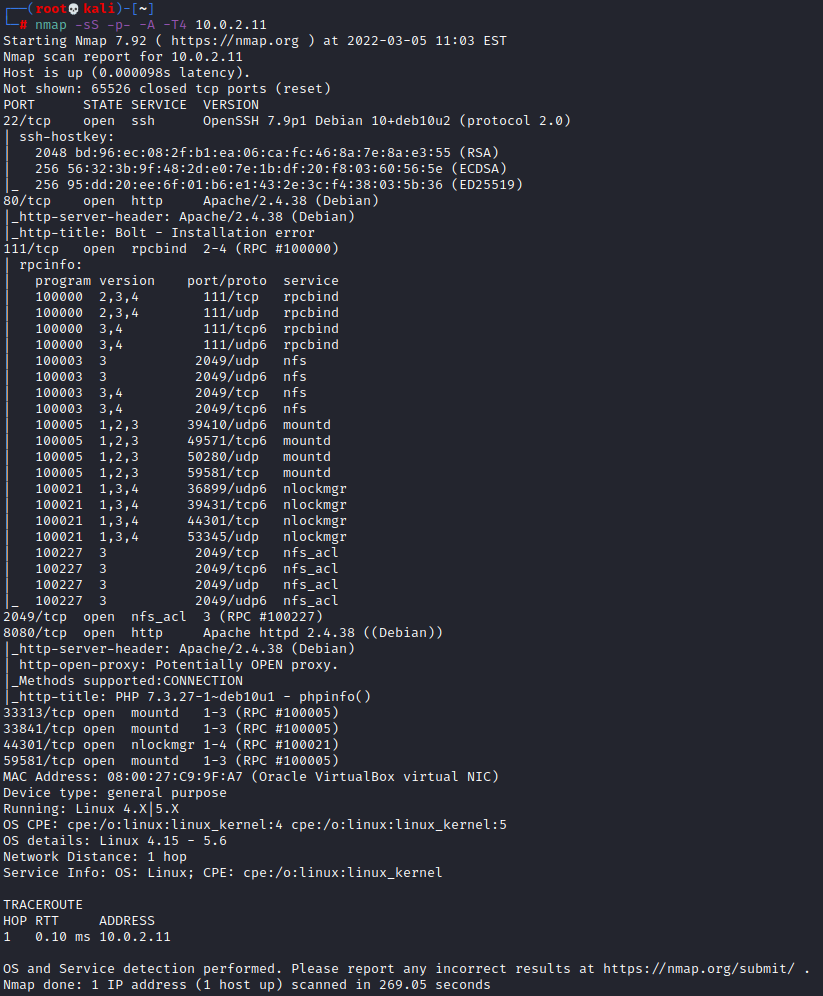 ┌──(root💀kali)-[~]
└─# nmap -sS -p- -A -T4 10.0.2.11
Starting Nmap 7.92 ( https://nmap.org ) at 2022-03-05 11:03 EST
Nmap scan report for 10.0.2.11
Host is up (0.000098s latency).
Not shown: 65526 closed tcp ports (reset)
PORT      STATE SERVICE  VERSION
22/tcp    open  ssh      OpenSSH 7.9p1 Debian 10+deb10u2 (protocol 2.0)
| ssh-hostkey:
|   2048 bd:96:ec:08:2f:b1:ea:06:ca:fc:46:8a:7e:8a:e3:55 (RSA)
|   256 56:32:3b:9f:48:2d:e0:7e:1b:df:20:f8:03:60:56:5e (ECDSA)
|_  256 95:dd:20:ee:6f:01:b6:e1:43:2e:3c:f4:38:03:5b:36 (ED25519)
80/tcp    open  http     Apache/2.4.38 (Debian)
|_http-server-header: Apache/2.4.38 (Debian)
|_http-title: Bolt - Installation error
111/tcp   open  rpcbind  2-4 (RPC #100000)
| rpcinfo:
|   program version    port/proto  service
|   100000  2,3,4        111/tcp   rpcbind
|   100000  2,3,4        111/udp   rpcbind
|   100000  3,4          111/tcp6  rpcbind
|   100000  3,4          111/udp6  rpcbind
|   100003  3           2049/udp   nfs
|   100003  3           2049/udp6  nfs
|   100003  3,4         2049/tcp   nfs
|   100003  3,4         2049/tcp6  nfs
|   100005  1,2,3      39410/udp6  mountd
|   100005  1,2,3      49571/tcp6  mountd
|   100005  1,2,3      50280/udp   mountd
|   100005  1,2,3      59581/tcp   mountd
|   100021  1,3,4      36899/udp6  nlockmgr
|   100021  1,3,4      39431/tcp6  nlockmgr
|   100021  1,3,4      44301/tcp   nlockmgr
|   100021  1,3,4      53345/udp   nlockmgr
|   100227  3           2049/tcp   nfs_acl
|   100227  3           2049/tcp6  nfs_acl
|   100227  3           2049/udp   nfs_acl
|_  100227  3           2049/udp6  nfs_acl
2049/tcp  open  nfs_acl  3 (RPC #100227)
8080/tcp  open  http     Apache httpd 2.4.38 ((Debian))
|_http-server-header: Apache/2.4.38 (Debian)
| http-open-proxy: Potentially OPEN proxy.
|_Methods supported:CONNECTION
|_http-title: PHP 7.3.27-1~deb10u1 - phpinfo()
33313/tcp open  mountd   1-3 (RPC #100005)
33841/tcp open  mountd   1-3 (RPC #100005)
44301/tcp open  nlockmgr 1-4 (RPC #100021)
59581/tcp open  mountd   1-3 (RPC #100005)
MAC Address: 08:00:27:C9:9F:A7 (Oracle VirtualBox virtual NIC)
Device type: general purpose
Running: Linux 4.X|5.X
OS CPE: cpe:/o:linux:linux_kernel:4 cpe:/o:linux:linux_kernel:5
OS details: Linux 4.15 - 5.6
Network Distance: 1 hop
Service Info: OS: Linux; CPE: cpe:/o:linux:linux_kernel

TRACEROUTE
HOP RTT     ADDRESS
1   0.10 ms 10.0.2.11

OS and Service detection performed. Please report any incorrect results at https://nmap.org/submit/ .
Nmap done: 1 IP address (1 host up) scanned in 269.05 seconds